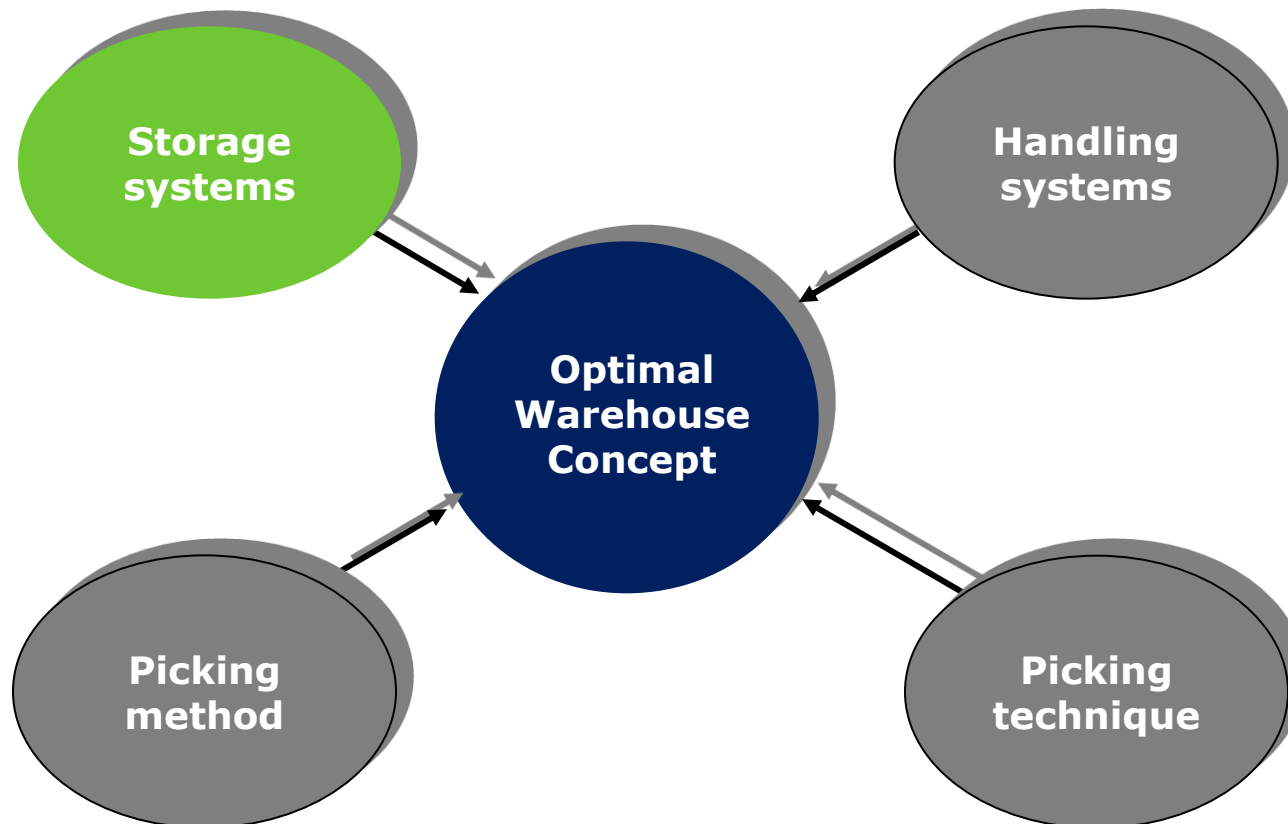 Storage
systems
Handling
systems
Optimal
Warehouse
Concept
Picking
method
Picking
technique